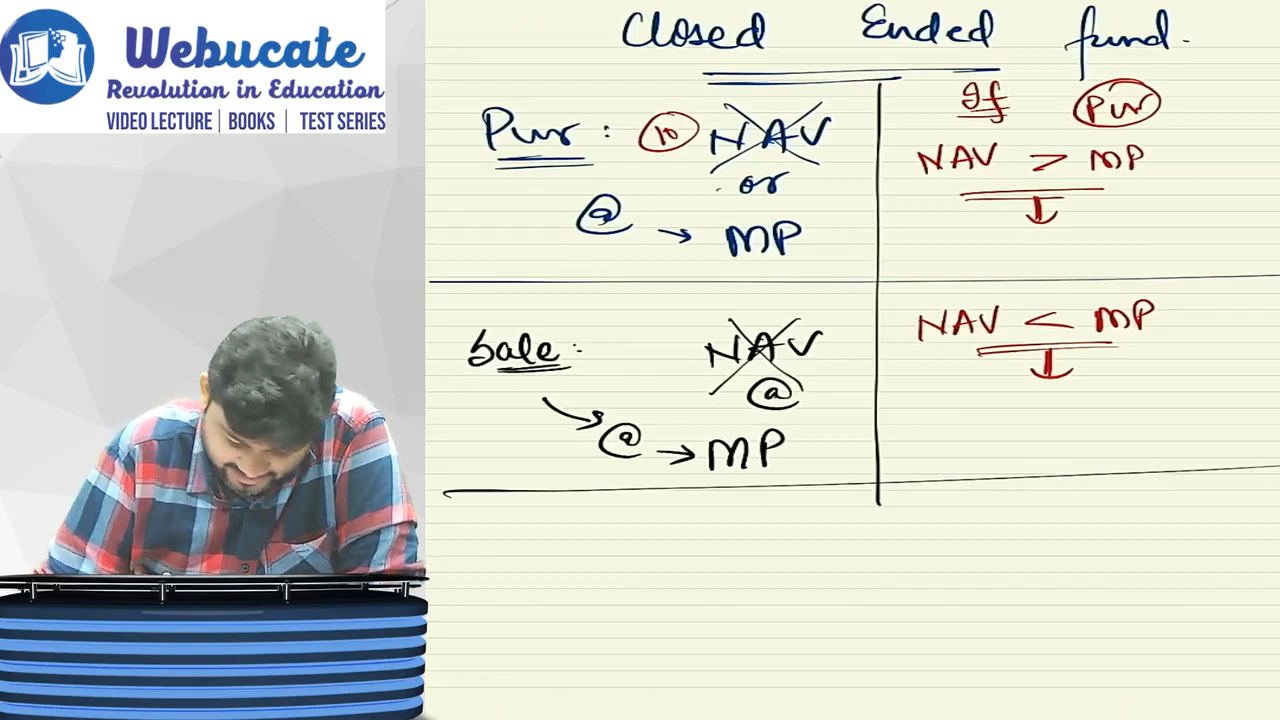 Webucate
Revolution in Education
VIDEO LECTURE | BOOKS | TEST SERIES
Closed Ended fund.
Pur : 10 NAV
or
@ → MP
If Pur
NAV > MP
Sale : NAV
@
@ → MP
NAV < MP